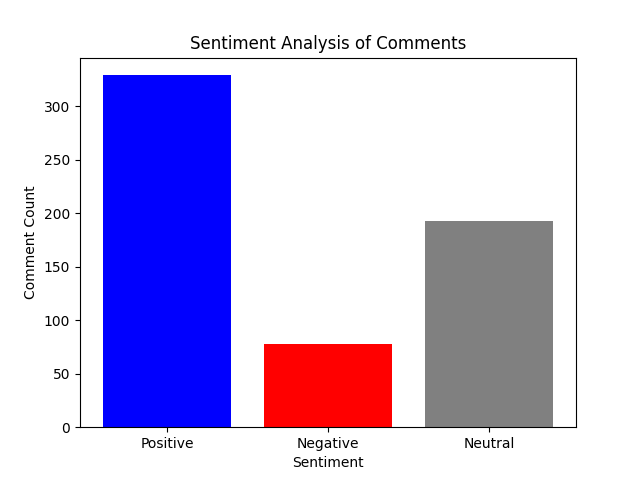 Sentiment Analysis of Comments
Comment Count
300
250
200
150
100
50
0
Positive Negative Neutral
Sentiment